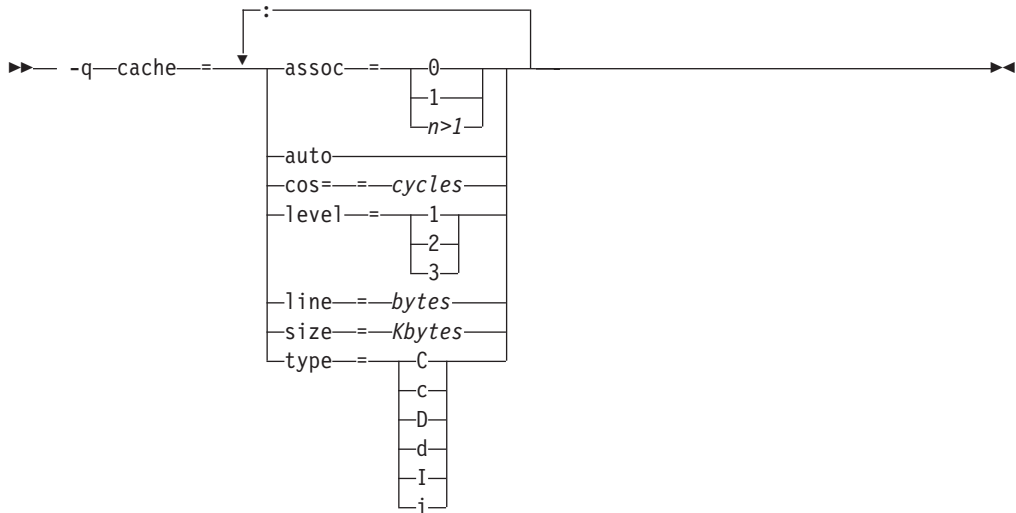 :
-q cache = assoc = 0
1
n>1
auto
cos= = cycles
level = 1
2
3
line = bytes
size = Kbytes
type = C
c
D
d
I
i